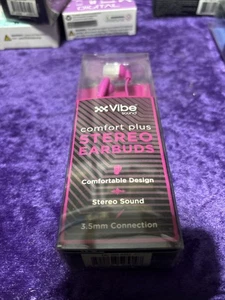 Vibe
sound
comfort plus
STEREO
EARBUDS
Comfortable Design
Stereo Sound
3.5mm Connection